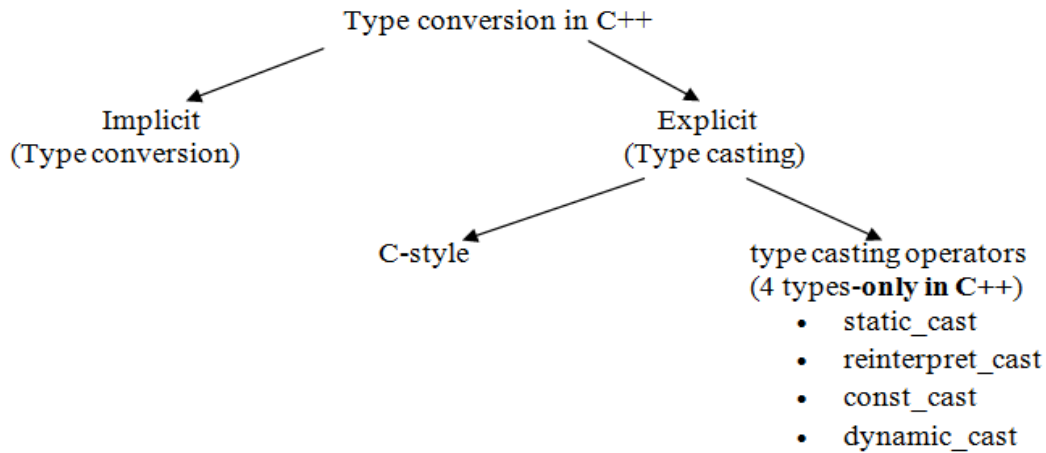 Type conversion in C++
Implicit
(Type conversion)
Explicit
(Type casting)
C-style
type casting operators
(4 types-only in C++)
• static_cast
• reinterpret_cast
• const_cast
• dynamic_cast